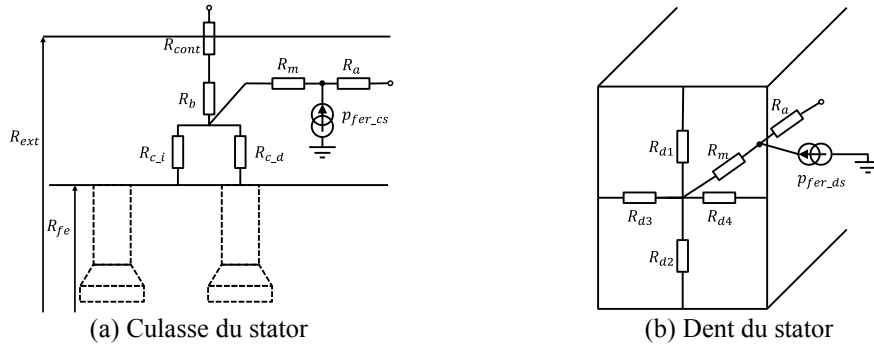 R_cont
R_m
R_a
R_b
p_fer_cs
R_ext
R_c_i
R_c_d
R_fe
(a) Culasse du stator
R_a
R_d1
R_m
p_fer_ds
R_d3
R_d4
R_d2
(b) Dent du stator